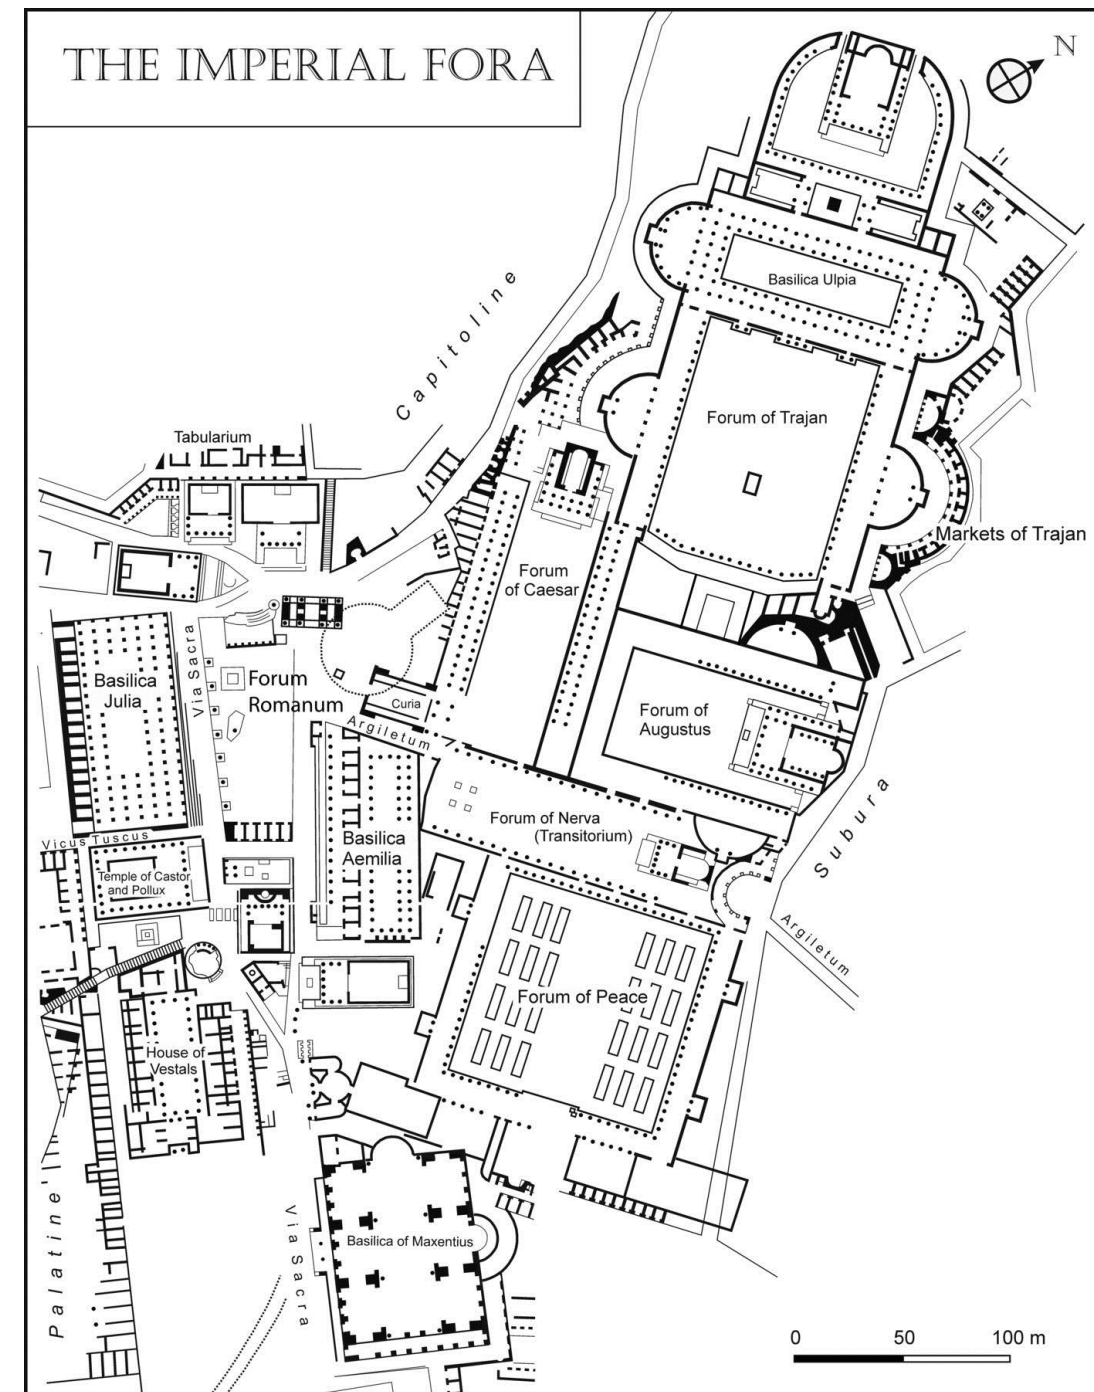 THE IMPERIAL FORA
N
Basilica Ulpia
Capitoline
Forum of Trajan
Tabularium
Markets of Trajan
Forum
of Caesar
Via Sacra
Basilica
Julia
Forum
Romanum
Curia
Argiletum
Forum of
Augustus
Subura
Forum of Nerva
(Transitorium)
Basilica
Aemilia
Vicus Tuscus
Temple of Castor
and Pollux
Argiletum
Forum of Peace
House of
Vestals
Palatine
Via Sacra
Basilica of Maxentius
0 50 100 m